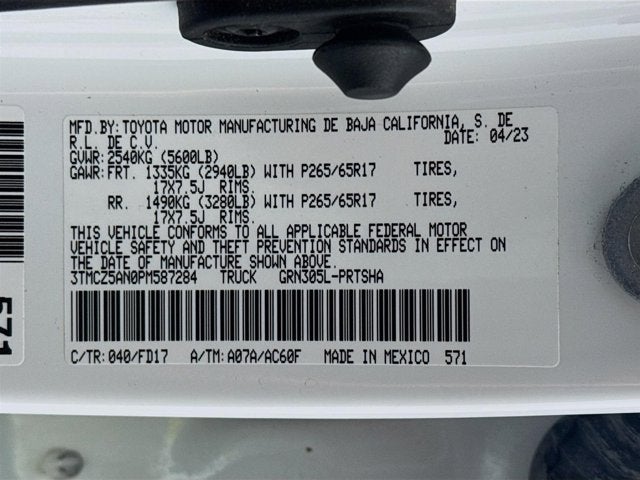 MFD.BY:TOYOTA MOTOR MANUFACTURING DE BAJA CALIFORNIA, S. DE
R.L. DE C.V. DATE: 04/23
GVWR:2540KG (5600LB)
GAWR:FRT. 1335KG (2940LB) WITH P265/65R17 TIRES,
17X7.5J RIMS.
RR. 1490KG (3280LB) WITH P265/65R17 TIRES,
17X7.5J RIMS.
THIS VEHICLE CONFORMS TO ALL APPLICABLE FEDERAL MOTOR
VEHICLE SAFETY AND THEFT PREVENTION STANDARDS IN EFFECT ON
THE DATE OF MANUFACTURE SHOWN ABOVE.
3TMCZ5AN0PM587284 TRUCK GRN305L-PRTSHA
C/TR:040/FD17 A/TM:A07A/AC60F MADE IN MEXICO 571
571